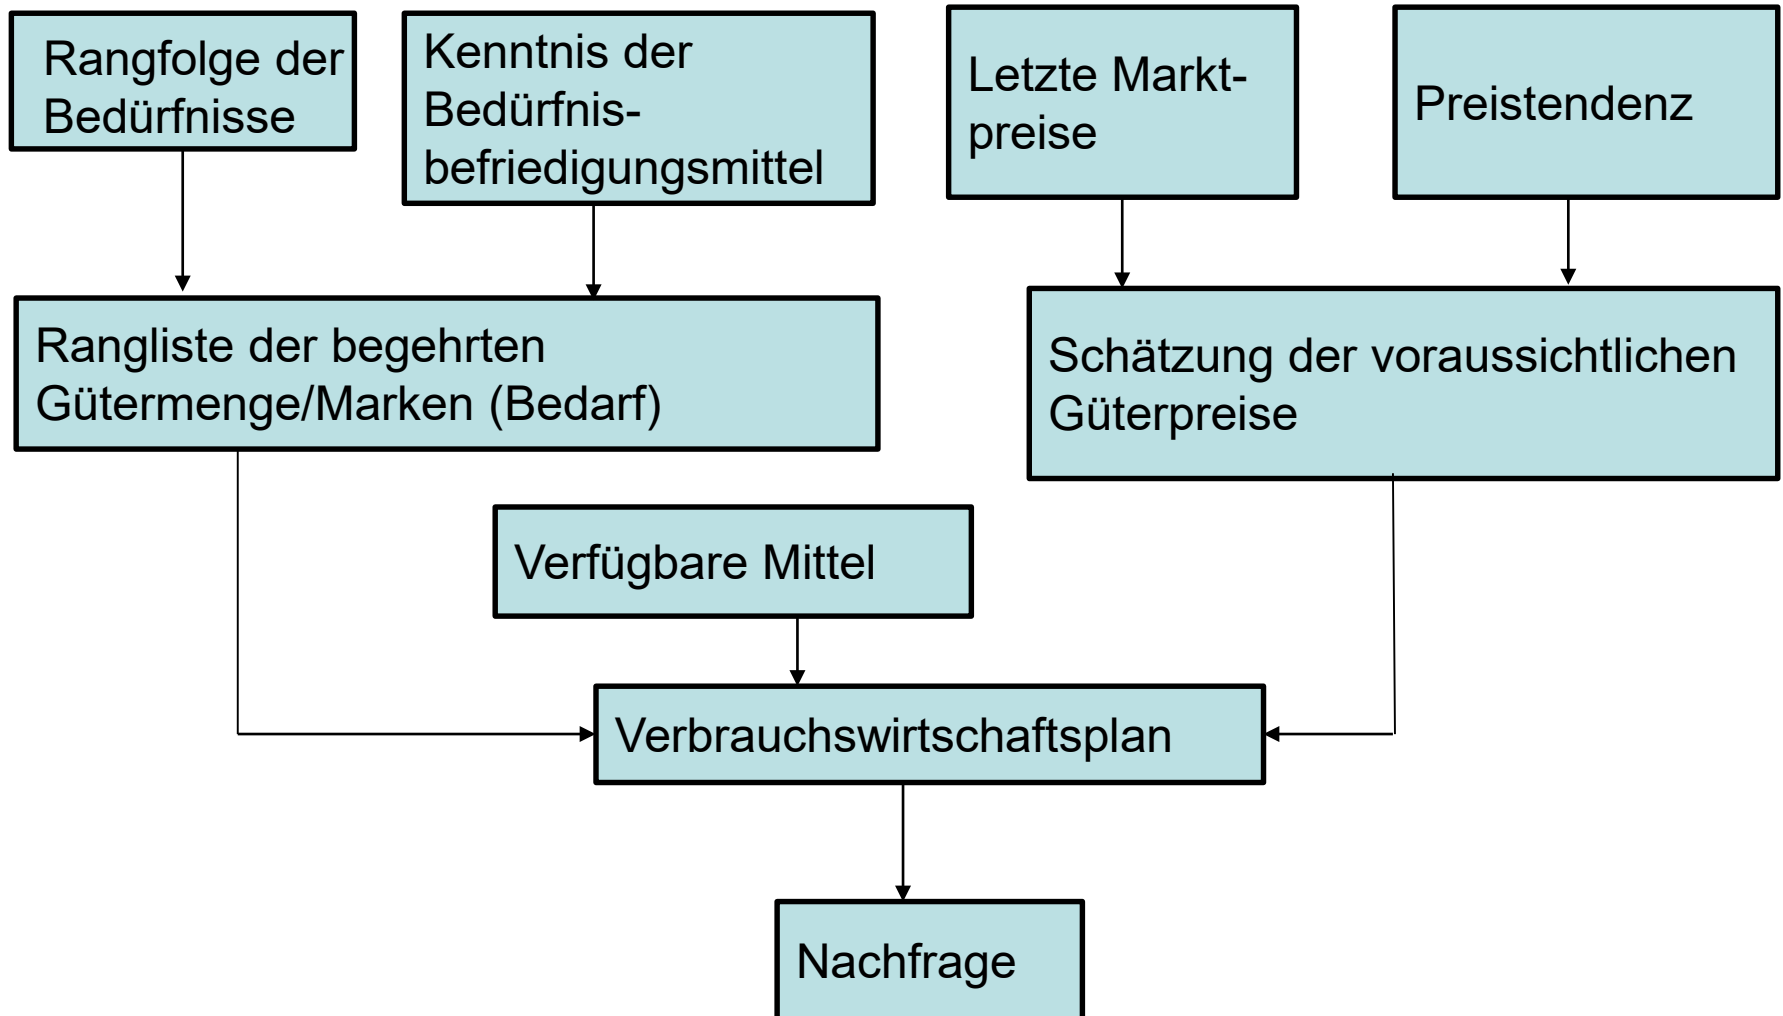 Rangfolge der
Bedürfnisse
Kenntnis der
Bedürfnis-
befriedigungsmittel
Letzte Markt-
preise
Preistendenz
Rangliste der begehrten
Gütermenge/Marken (Bedarf)
Schätzung der voraussichtlichen
Güterpreise
Verfügbare Mittel
Verbrauchswirtschaftsplan
Nachfrage